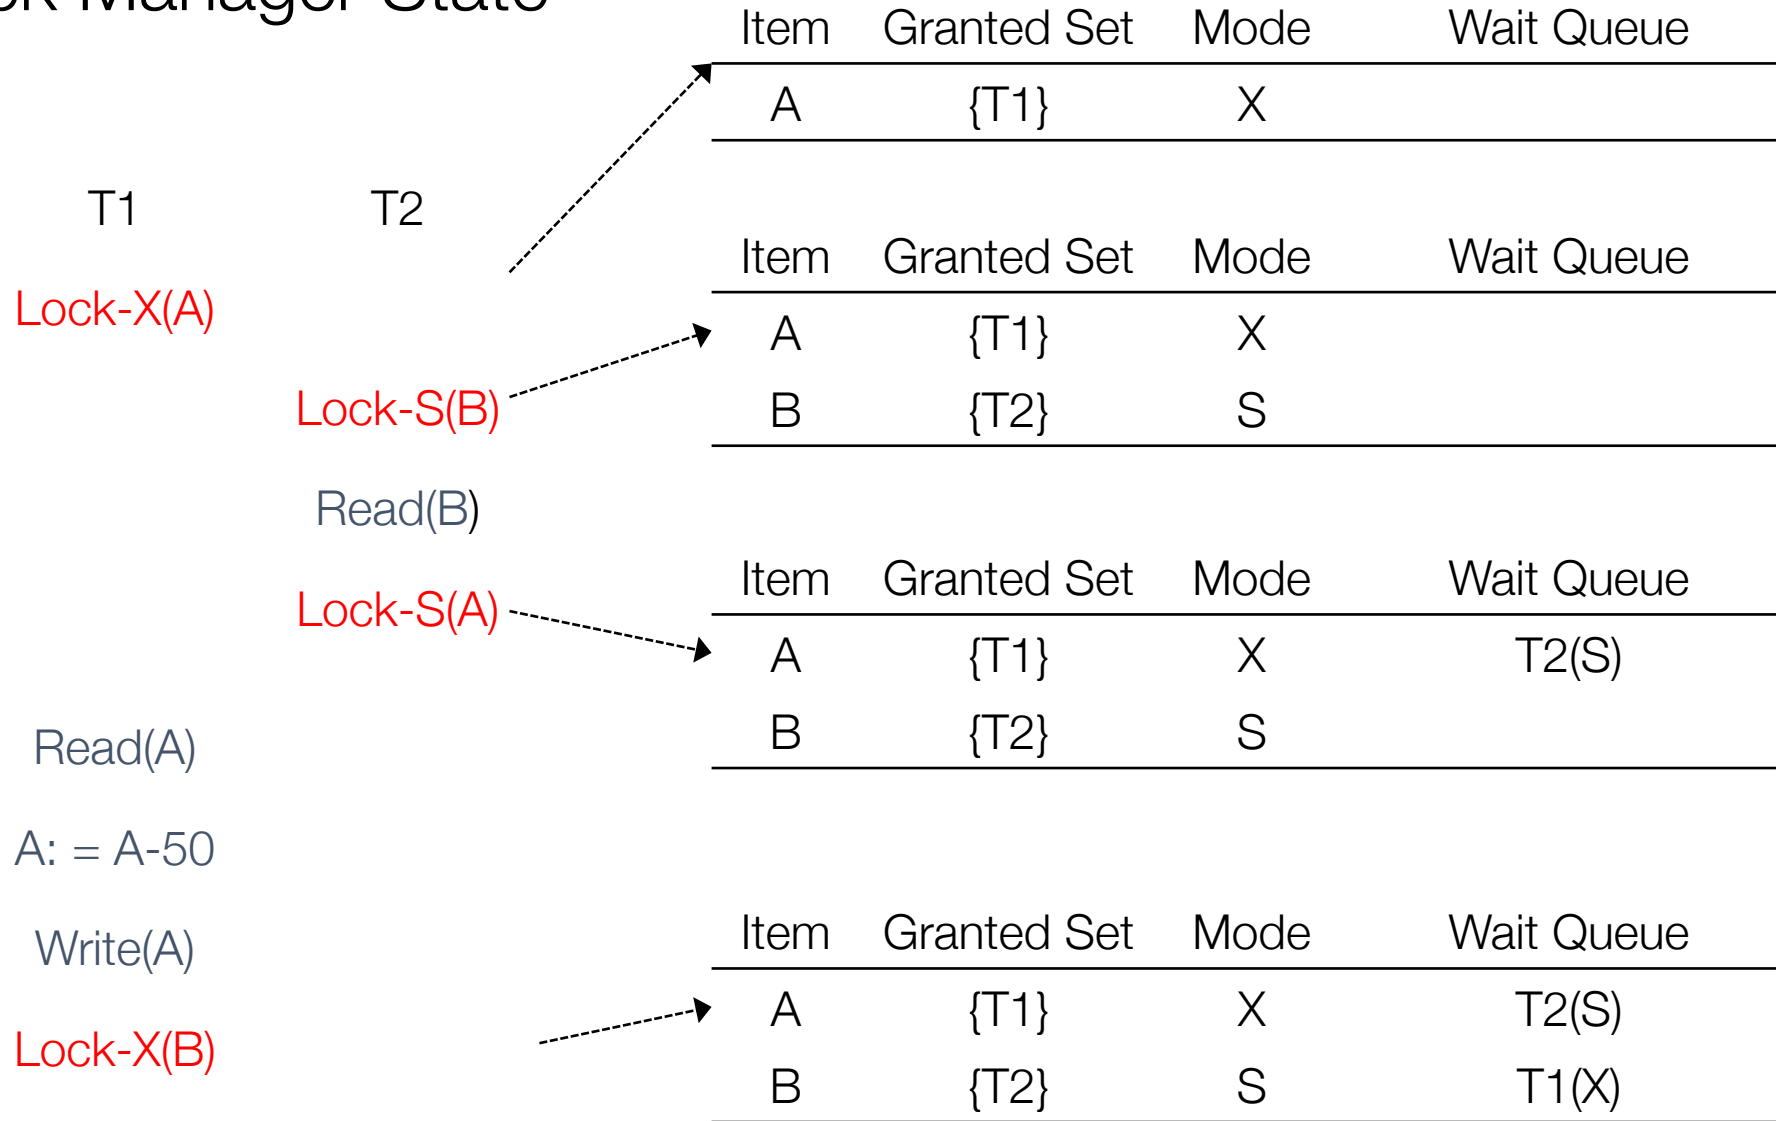 Manager State
T1 T2
Lock-X(A)
Lock-S(B)
Read(B)
Lock-S(A)
Read(A)
A: = A-50
Write(A)
Lock-X(B)
Item Granted Set Mode Wait Queue
A {T1} X
Item Granted Set Mode Wait Queue
A {T1} X
B {T2} S
Item Granted Set Mode Wait Queue
A {T1} X T2(S)
B {T2} S
Item Granted Set Mode Wait Queue
A {T1} X T2(S)
B {T2} S T1(X)